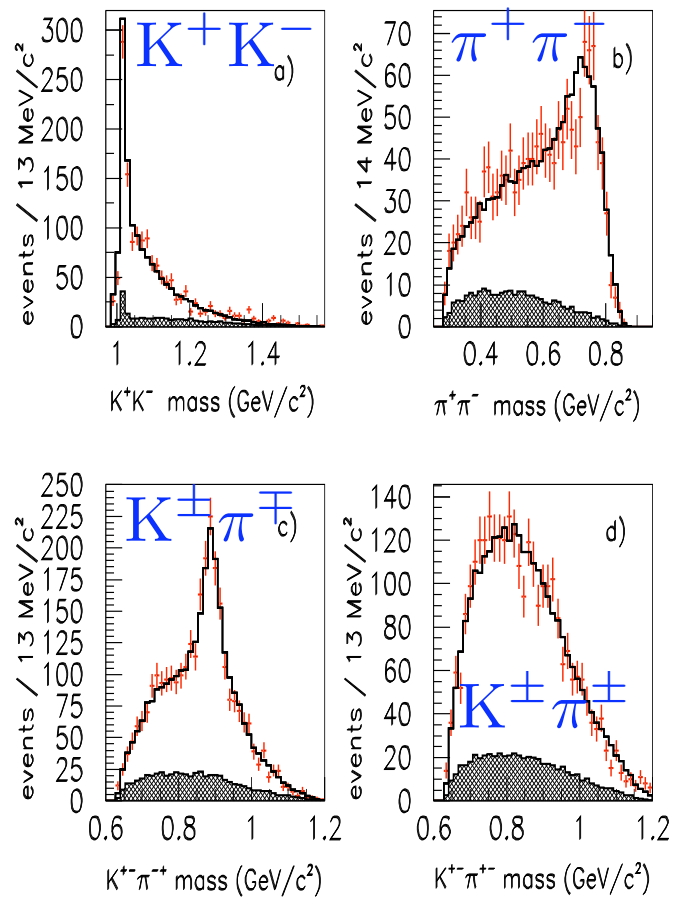 K⁺K⁻
a)
events / 13 MeV/c²
300
250
200
150
100
50
0
1 1.2 1.4
K⁺K⁻ mass (GeV/c²)
π⁺π⁻
b)
events / 14 MeV/c²
70
60
50
40
30
20
10
0
0.4 0.6 0.8
π⁺π⁻ mass (GeV/c²)
K±π∓
c)
events / 13 MeV/c²
250
225
200
175
150
125
100
75
50
25
0
0.6 0.8 1 1.2
K⁺⁻π⁻⁺ mass (GeV/c²)
d)
K±π±
events / 13 MeV/c²
140
120
100
80
60
40
20
0
0.6 0.8 1 1.2
K⁺⁻π⁺⁻ mass (GeV/c²)